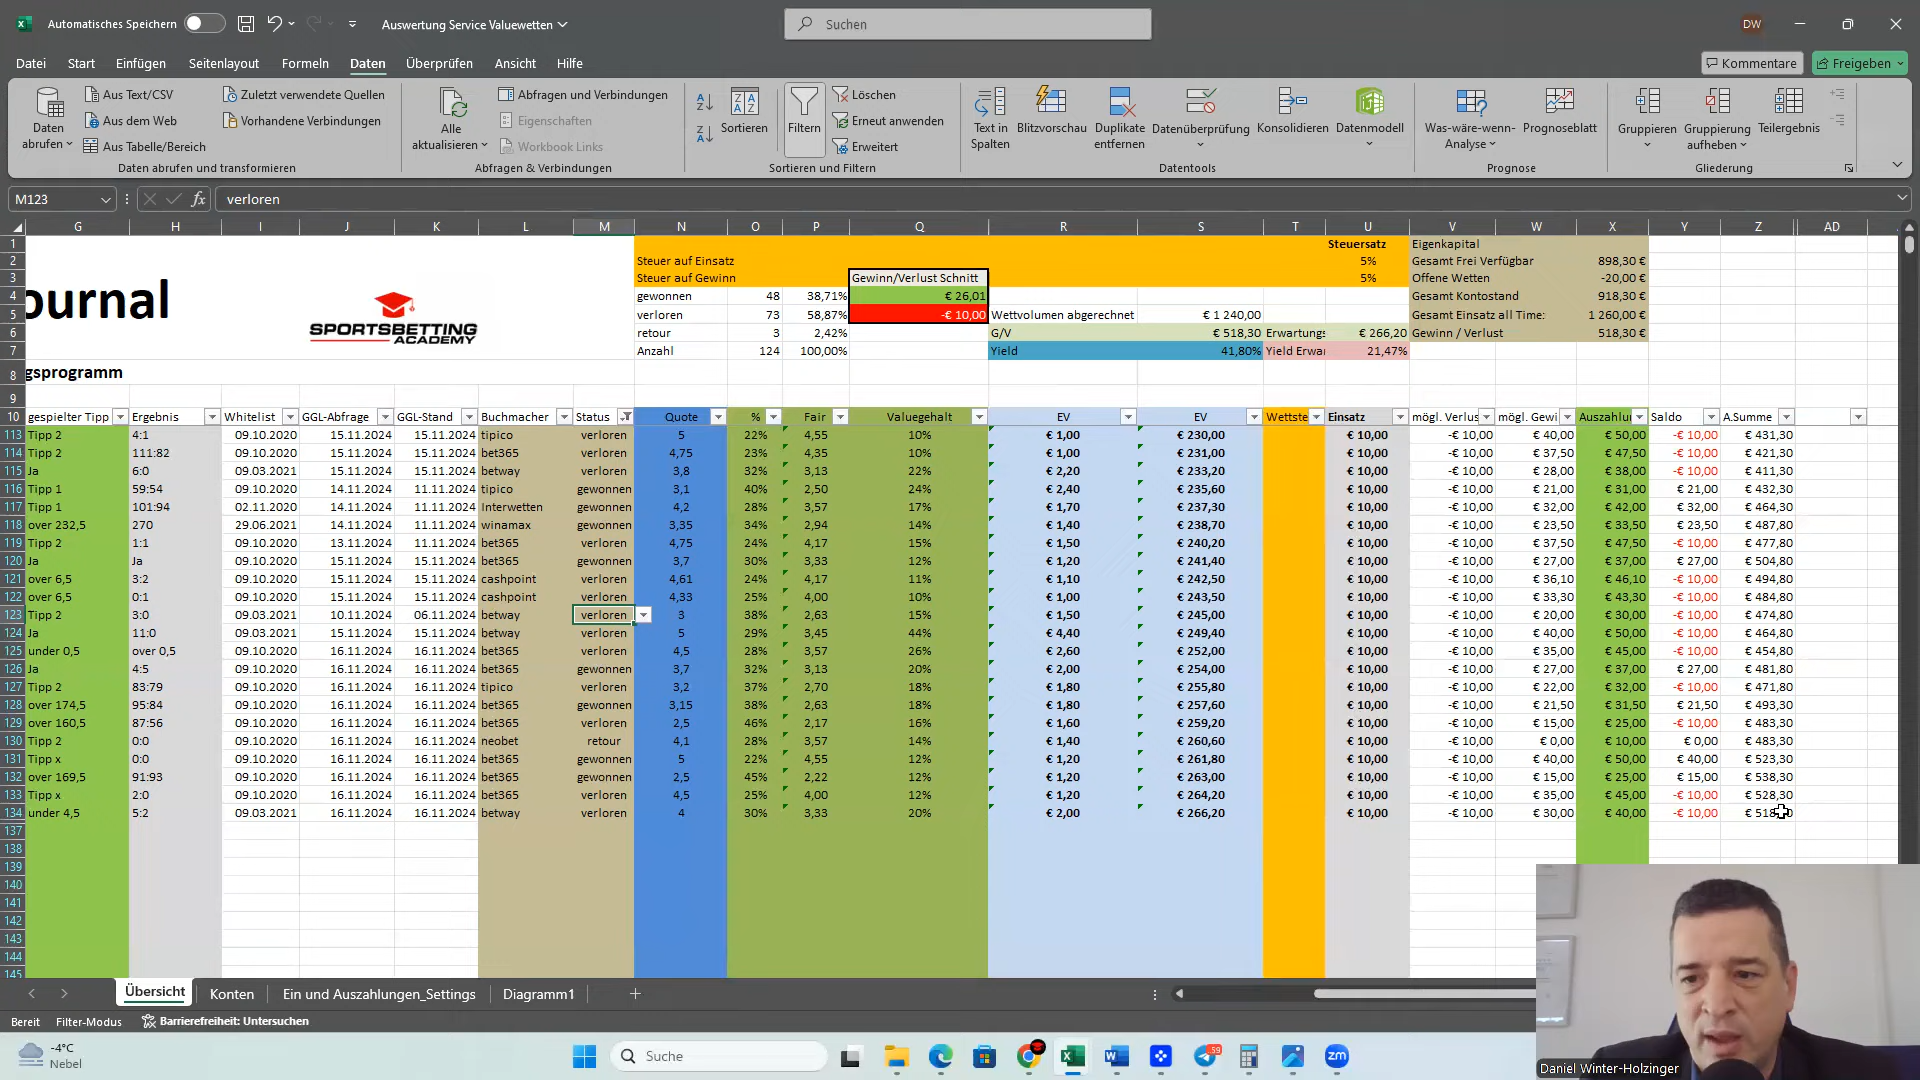 Automatisches Speichern
Auswertung Service Valuewetten
Suchen
DW
Datei Start Einfügen Seitenlayout Formeln Daten Überprüfen Ansicht Hilfe
Kommentare Freigeben
Daten abrufen
Aus Text/CSV
Aus dem Web
Aus Tabelle/Bereich
Zuletzt verwendete Quellen
Vorhandene Verbindungen
Alle aktualisieren
Abfragen und Verbindungen
Eigenschaften
Workbook Links
Sortieren
Filtern
Löschen
Erneut anwenden
Erweitert
Text in Spalten
Blitzvorschau
Duplikate entfernen
Datenüberprüfung
Konsolidieren
Datenmodell
Was-wäre-wenn-Analyse
Prognoseblatt
Gruppieren
Gruppierung aufheben
Teilergebnis
Daten abrufen und transformieren
Abfragen & Verbindungen
Sortieren und Filtern
Datentools
Prognose
Gliederung
M123 fx verloren
G H I J K L M N O P Q R S T U V W X Y Z AD
1 Steuersatz Eigenkapital
2 Steuer auf Einsatz 5% Gesamt Frei Verfügbar 898,30 €
3 Steuer auf Gewinn Gewinn/Verlust Schnitt 5% Offene Wetten -20,00 €
4 gewonnen 48 38,71% € 26,01 Gesamt Kontostand 918,30 €
5 verloren 73 58,87% -€ 10,00 Wettvolumen abgerechnet € 1 240,00 Gesamt Einsatz all Time: 1 260,00 €
6 retour 3 2,42% G/V € 518,30 Erwartungs € 266,20 Gewinn / Verlust 518,30 €
7 Anzahl 124 100,00% Yield 41,80% Yield Erwar 21,47%
ournal
SPORTSBETTING
ACADEMY
8 gsprogramm
9
10 gespielter Tipp Ergebnis Whitelist GGL-Abfrage GGL-Stand Buchmacher Status Quote % Fair Valuegehalt EV EV Wettste Einsatz mögl. Verlus mögl. Gewi Auszahlu Saldo A.Summe
113 Tipp 2 4:1 09.10.2020 15.11.2024 15.11.2024 tipico verloren 5 22% 4,55 10% € 1,00 € 230,00 € 10,00 -€ 10,00 € 40,00 € 50,00 -€ 10,00 € 431,30
114 Tipp 2 111:82 09.10.2020 15.11.2024 15.11.2024 bet365 verloren 4,75 23% 4,35 10% € 1,00 € 231,00 € 10,00 -€ 10,00 € 37,50 € 47,50 -€ 10,00 € 421,30
115 Ja 6:0 09.03.2021 15.11.2024 15.11.2024 betway verloren 3,8 32% 3,13 22% € 2,20 € 233,20 € 10,00 -€ 10,00 € 28,00 € 38,00 -€ 10,00 € 411,30
116 Tipp 1 59:54 09.10.2020 14.11.2024 11.11.2024 tipico gewonnen 3,1 40% 2,50 24% € 2,40 € 235,60 € 10,00 -€ 10,00 € 21,00 € 31,00 € 21,00 € 432,30
117 Tipp 1 101:94 02.11.2020 14.11.2024 11.11.2024 Interwetten gewonnen 4,2 28% 3,57 17% € 1,70 € 237,30 € 10,00 -€ 10,00 € 32,00 € 42,00 € 32,00 € 464,30
118 over 232,5 270 29.06.2021 14.11.2024 11.11.2024 winamax gewonnen 3,35 34% 2,94 14% € 1,40 € 238,70 € 10,00 -€ 10,00 € 23,50 € 33,50 € 23,50 € 487,80
119 Tipp 2 1:1 09.10.2020 13.11.2024 11.11.2024 bet365 verloren 4,75 24% 4,17 15% € 1,50 € 240,20 € 10,00 -€ 10,00 € 37,50 € 47,50 -€ 10,00 € 477,80
120 Ja Ja 09.10.2020 15.11.2024 15.11.2024 bet365 gewonnen 3,7 30% 3,33 12% € 1,20 € 241,40 € 10,00 -€ 10,00 € 27,00 € 37,00 € 27,00 € 504,80
121 over 6,5 3:2 09.10.2020 15.11.2024 15.11.2024 cashpoint verloren 4,61 24% 4,17 11% € 1,10 € 242,50 € 10,00 -€ 10,00 € 36,10 € 46,10 -€ 10,00 € 494,80
122 over 6,5 0:1 09.10.2020 15.11.2024 15.11.2024 cashpoint verloren 4,33 25% 4,00 10% € 1,00 € 243,50 € 10,00 -€ 10,00 € 33,30 € 43,30 -€ 10,00 € 484,80
123 Tipp 2 3:0 09.03.2021 10.11.2024 06.11.2024 betway verloren 3 38% 2,63 15% € 1,50 € 245,00 € 10,00 -€ 10,00 € 20,00 € 30,00 -€ 10,00 € 474,80
124 Ja 11:0 09.03.2021 15.11.2024 15.11.2024 betway verloren 5 29% 3,45 44% € 4,40 € 249,40 € 10,00 -€ 10,00 € 40,00 € 50,00 -€ 10,00 € 464,80
125 under 0,5 over 0,5 09.10.2020 16.11.2024 16.11.2024 bet365 verloren 4,5 28% 3,57 26% € 2,60 € 252,00 € 10,00 -€ 10,00 € 35,00 € 45,00 -€ 10,00 € 454,80
126 Ja 4:5 09.10.2020 16.11.2024 16.11.2024 bet365 gewonnen 3,7 32% 3,13 20% € 2,00 € 254,00 € 10,00 -€ 10,00 € 27,00 € 37,00 € 27,00 € 481,80
127 Tipp 2 83:79 09.10.2020 16.11.2024 16.11.2024 tipico verloren 3,2 37% 2,70 18% € 1,80 € 255,80 € 10,00 -€ 10,00 € 22,00 € 32,00 -€ 10,00 € 471,80
128 over 174,5 95:84 09.10.2020 16.11.2024 16.11.2024 bet365 gewonnen 3,15 38% 2,63 18% € 1,80 € 257,60 € 10,00 -€ 10,00 € 21,50 € 31,50 € 21,50 € 493,30
129 over 160,5 87:56 09.10.2020 16.11.2024 16.11.2024 bet365 verloren 2,5 46% 2,17 16% € 1,60 € 259,20 € 10,00 -€ 10,00 € 15,00 € 25,00 -€ 10,00 € 483,30
130 Tipp 2 0:0 09.10.2020 16.11.2024 16.11.2024 neobet retour 4,1 28% 3,57 14% € 1,40 € 260,60 € 10,00 -€ 10,00 € 0,00 € 10,00 € 0,00 € 483,30
131 Tipp x 0:0 09.10.2020 16.11.2024 16.11.2024 bet365 gewonnen 5 22% 4,55 12% € 1,20 € 261,80 € 10,00 -€ 10,00 € 40,00 € 50,00 € 40,00 € 523,30
132 over 169,5 91:93 09.10.2020 16.11.2024 16.11.2024 bet365 gewonnen 2,5 45% 2,22 12% € 1,20 € 263,00 € 10,00 -€ 10,00 € 15,00 € 25,00 € 15,00 € 538,30
133 Tipp x 2:0 09.10.2020 16.11.2024 16.11.2024 bet365 verloren 4,5 25% 4,00 12% € 1,20 € 264,20 € 10,00 -€ 10,00 € 35,00 € 45,00 -€ 10,00 € 528,30
134 under 4,5 5:2 09.03.2021 16.11.2024 16.11.2024 betway verloren 4 30% 3,33 20% € 2,00 € 266,20 € 10,00 -€ 10,00 € 30,00 € 40,00 -€ 10,00
137
138
139
140
141
142
143
144
145
Übersicht Konten Ein und Auszahlungen_Settings Diagramm1
Bereit Filter-Modus Barrierefreiheit: Untersuchen
Daniel Winter-Holzinger
-4°C
Nebel
Suche
59
zm